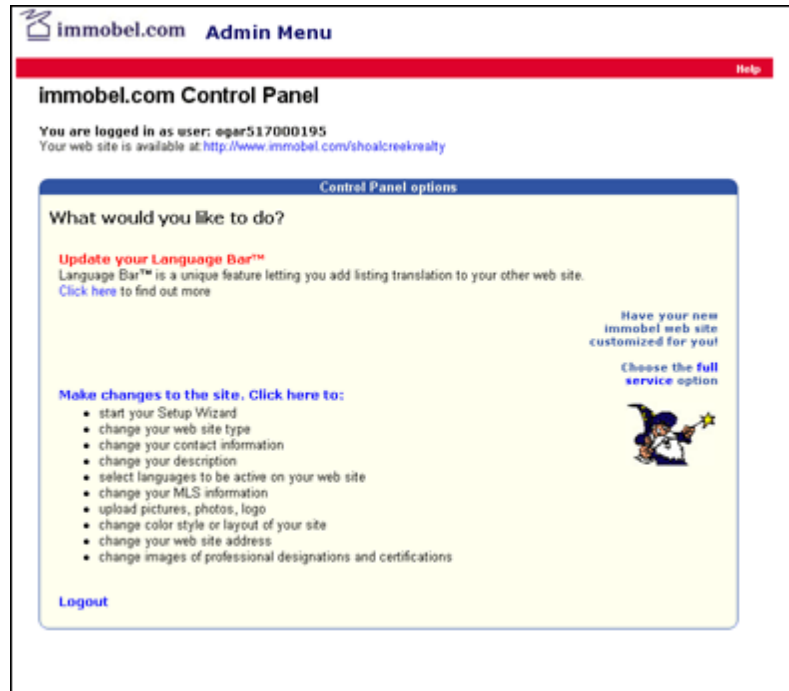 immobel.com Admin Menu
Help
immobel.com Control Panel
You are logged in as user: ogar517000195
Your web site is available at http://www.immobel.com/shoalcreekrealty
Control Panel options
What would you like to do?
Update your Language Bar™
Language Bar™ is a unique feature letting you add listing translation to your other web site.
Click here to find out more
Have your new
immobel web site
customized for you!
Choose the full
service option
Make changes to the site. Click here to:
• start your Setup Wizard
• change your web site type
• change your contact information
• change your description
• select languages to be active on your web site
• change your MLS information
• upload pictures, photos, logo
• change color style or layout of your site
• change your web site address
• change images of professional designations and certifications
Logout